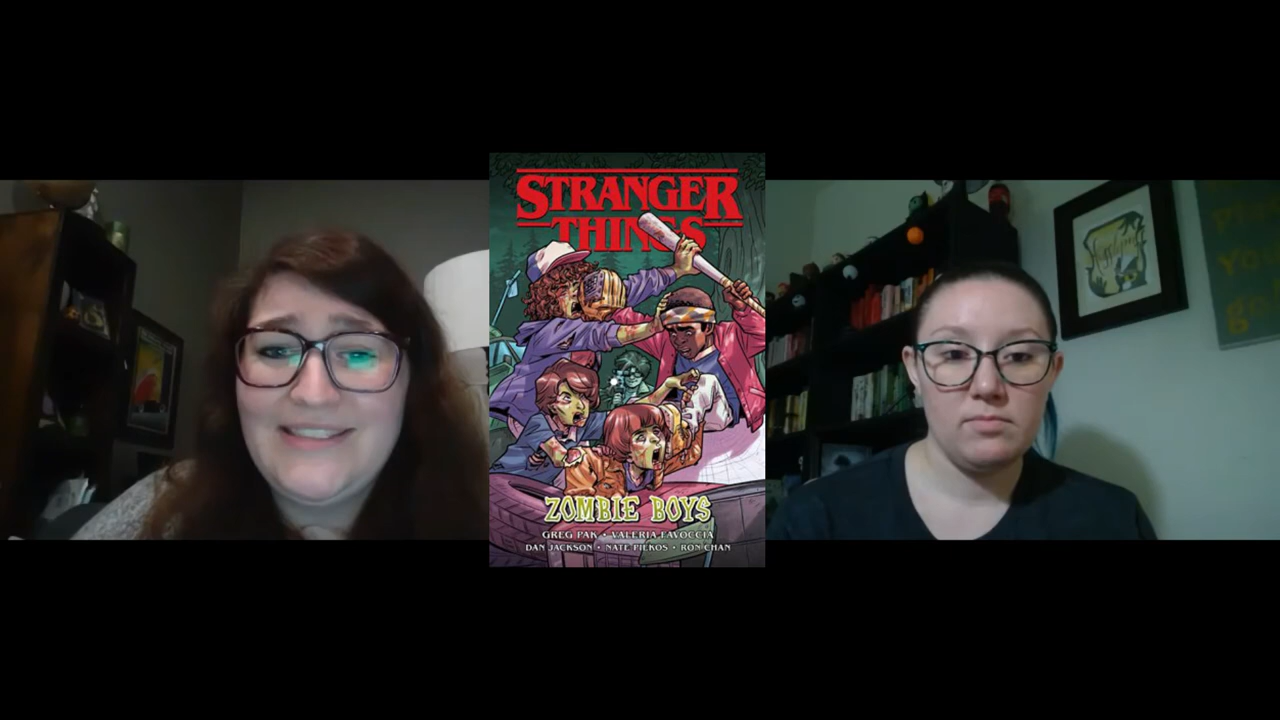 STRANGER
THINGS
ZOMBIE BOYS
GREG PAK • VALERIA FAVOCCIA
DAN JACKSON • NATE PIEKOS • RON CHAN